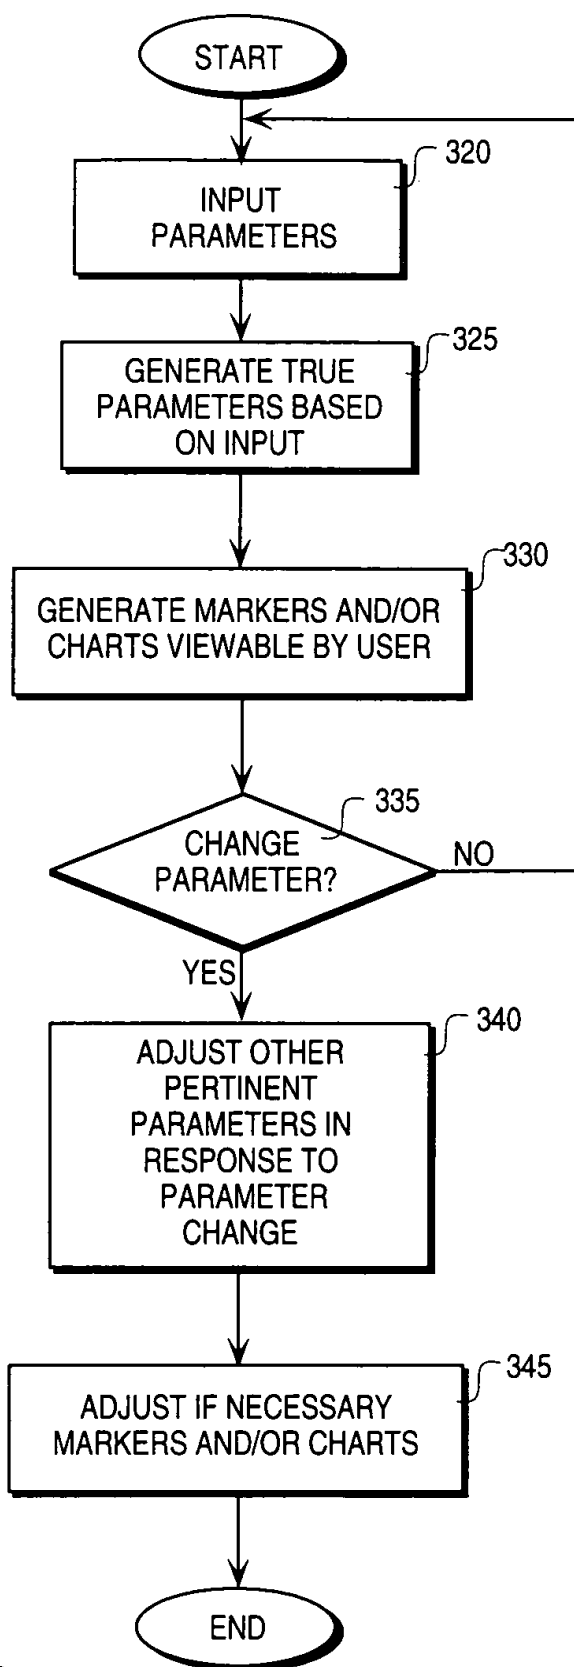 START
320
INPUT
PARAMETERS
325
GENERATE TRUE
PARAMETERS BASED
ON INPUT
330
GENERATE MARKERS AND/OR
CHARTS VIEWABLE BY USER
335
CHANGE
PARAMETER?
NO
YES
340
ADJUST OTHER
PERTINENT
PARAMETERS IN
RESPONSE TO
PARAMETER
CHANGE
345
ADJUST IF NECESSARY
MARKERS AND/OR CHARTS
END